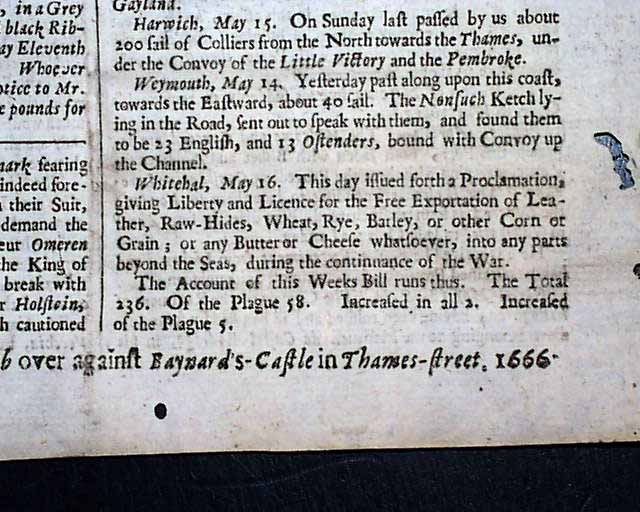 , in a Grey
black Rib-
ay Eleventh
Whoever
otice to Mr.
e pounds for
mark fearing
indeed fore-
their Suit,
demand the
eur Omeren
the King of
break with
r Holstein,
h cautioned
Gayland.
Harwich, May 15. On Sunday last passed by us about
200 sail of Colliers from the North towards the Thames, un-
der the Convoy of the Little Victory and the Pembroke.
Weymouth, May 14. Yesterday past along upon this coast,
towards the Eastward, about 40 sail. The Nonsuch Ketch ly-
ing in the Road, sent out to speak with them, and found them
to be 23 English, and 13 Ostenders, bound with Convoy up
the Channel.
Whitehal, May 16. This day issued forth a Proclamation,
giving Liberty and Licence for the Free Exportation of Lea-
ther, Raw-Hides, Wheat, Rye, Barley, or other Corn or
Grain; or any Butter or Cheese whatsoever, into any parts
beyond the Seas, during the continuance of the War.
The Account of this Weeks Bill runs thus. The Total
236. Of the Plague 58. Increased in all 2. Increased
of the Plague 5.
b over against Baynard's-Castle in Thames-street. 1666